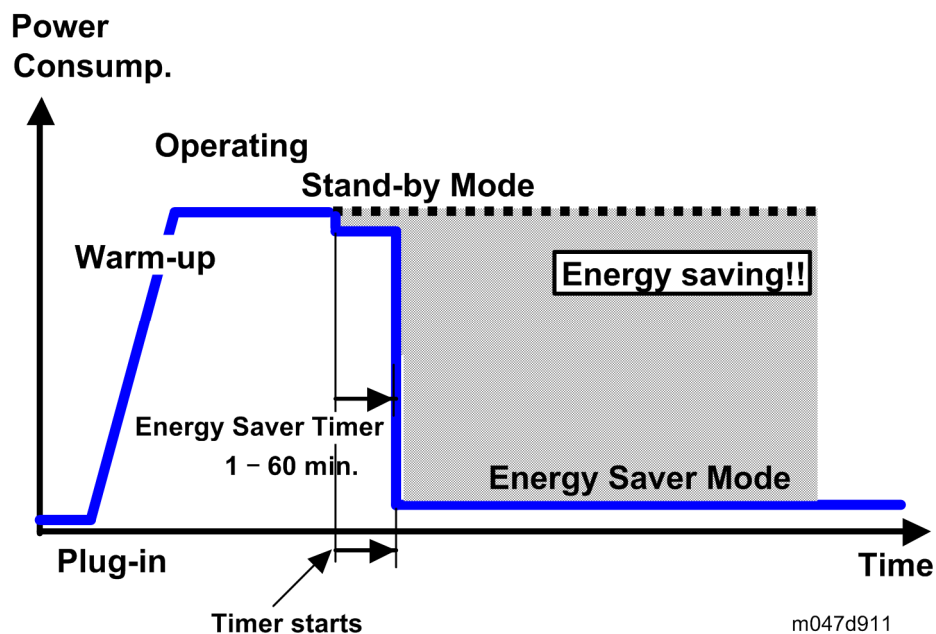 Power
Consump.
Operating
Stand-by Mode
Warm-up
Energy saving!!
Energy Saver Timer
1 – 60 min.
Energy Saver Mode
Plug-in
Time
Timer starts
m047d911